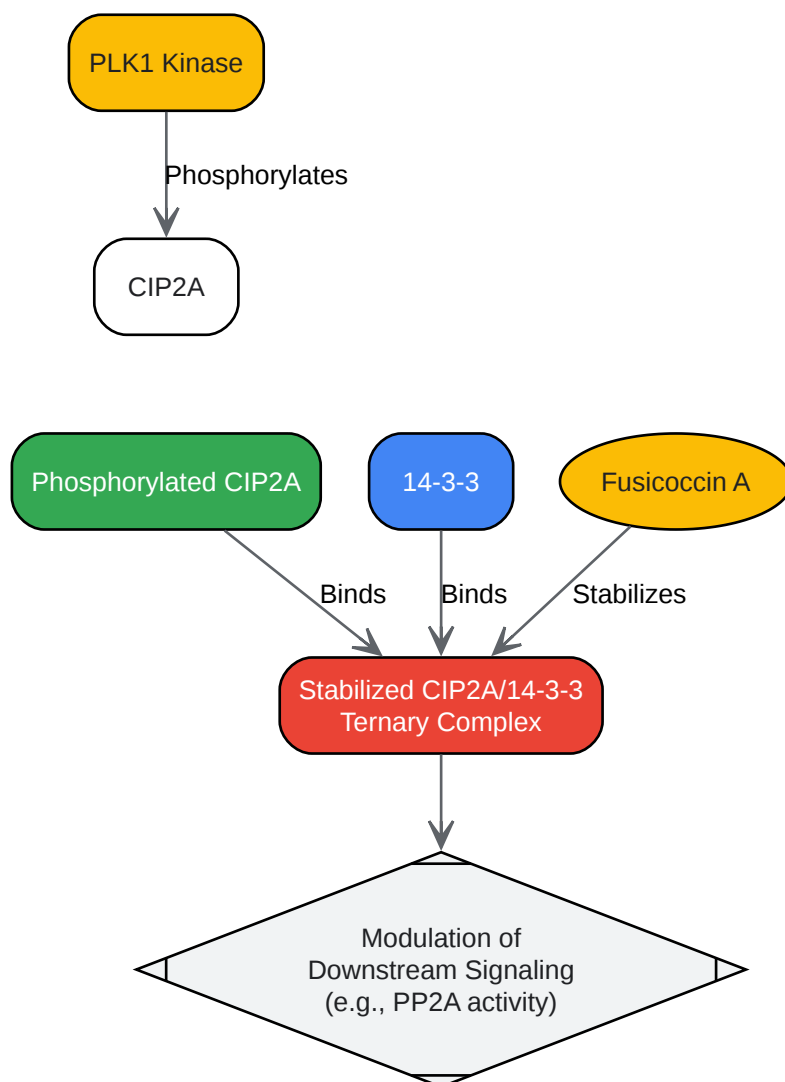 PLK1 Kinase
Phosphorylates
CIP2A
Phosphorylated CIP2A
14-3-3
Fusicoccin A
Binds
Binds
Stabilizes
Stabilized CIP2A/14-3-3
Ternary Complex
Modulation of
Downstream Signaling
(e.g., PP2A activity)